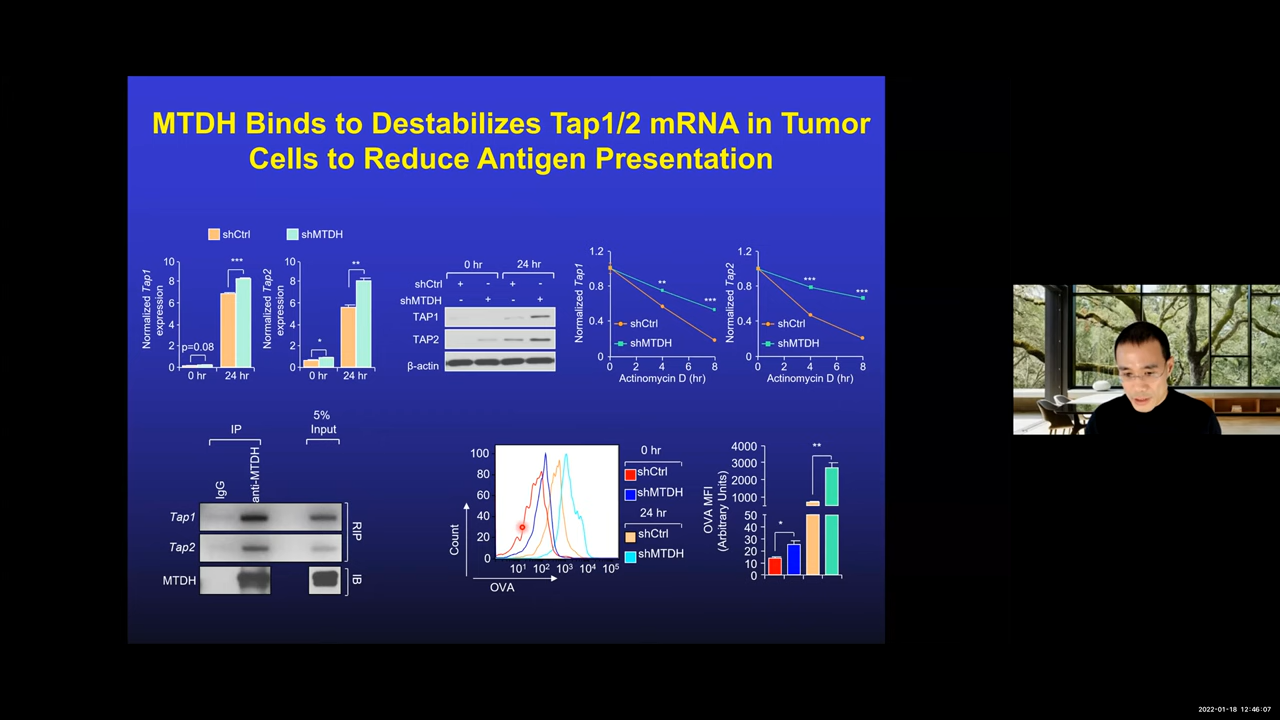 MTDH Binds to Destabilizes Tap1/2 mRNA in Tumor
Cells to Reduce Antigen Presentation
shCtrl
shMTDH
Normalized Tap1
expression
10
8
6
4
2
0
p=0.08
***
0 hr
24 hr
Normalized Tap2
expression
10
8
6
4
2
0
*
**
0 hr
24 hr
0 hr
24 hr
shCtrl
+
-
+
-
shMTDH
-
+
-
+
TAP1
TAP2
β-actin
Normalized Tap1
1.2
0.8
0.4
0
**
***
shCtrl
shMTDH
0
2
4
6
8
Actinomycin D (hr)
Normalized Tap2
1.2
0.8
0.4
0
***
***
shCtrl
shMTDH
0
2
4
6
8
Actinomycin D (hr)
5%
Input
IP
IgG
anti-MTDH
Tap1
Tap2
MTDH
RIP
IB
Count
100
80
60
40
20
0
10¹
10²
10³
10⁴
10⁵
OVA
0 hr
shCtrl
shMTDH
24 hr
shCtrl
shMTDH
OVA MFI
(Arbitrary Units)
4000
3000
2000
1000
50
40
30
20
10
0
*
**
2022-01-18 12:46:07